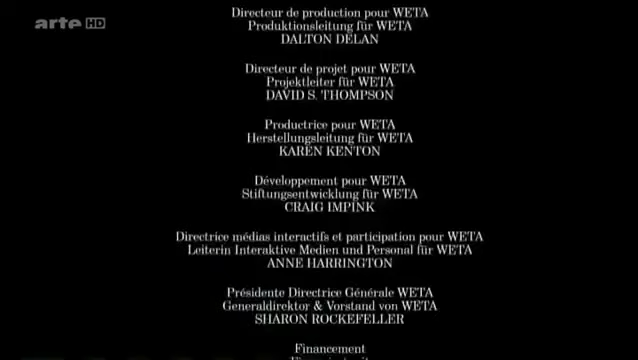 arte HD
Directeur de production pour WETA
Produktionsleitung für WETA
DALTON DELAN
Directeur de projet pour WETA
Projektleiter für WETA
DAVID S. THOMPSON
Productrice pour WETA
Herstellungsleitung für WETA
KAREN KENTON
Développement pour WETA
Stiftungsentwicklung für WETA
CRAIG IMPINK
Directrice médias interactifs et participation pour WETA
Leiterin Interaktive Medien und Personal für WETA
ANNE HARRINGTON
Présidente Directrice Générale WETA
Generaldirektor & Vorstand von WETA
SHARON ROCKEFELLER
Financement